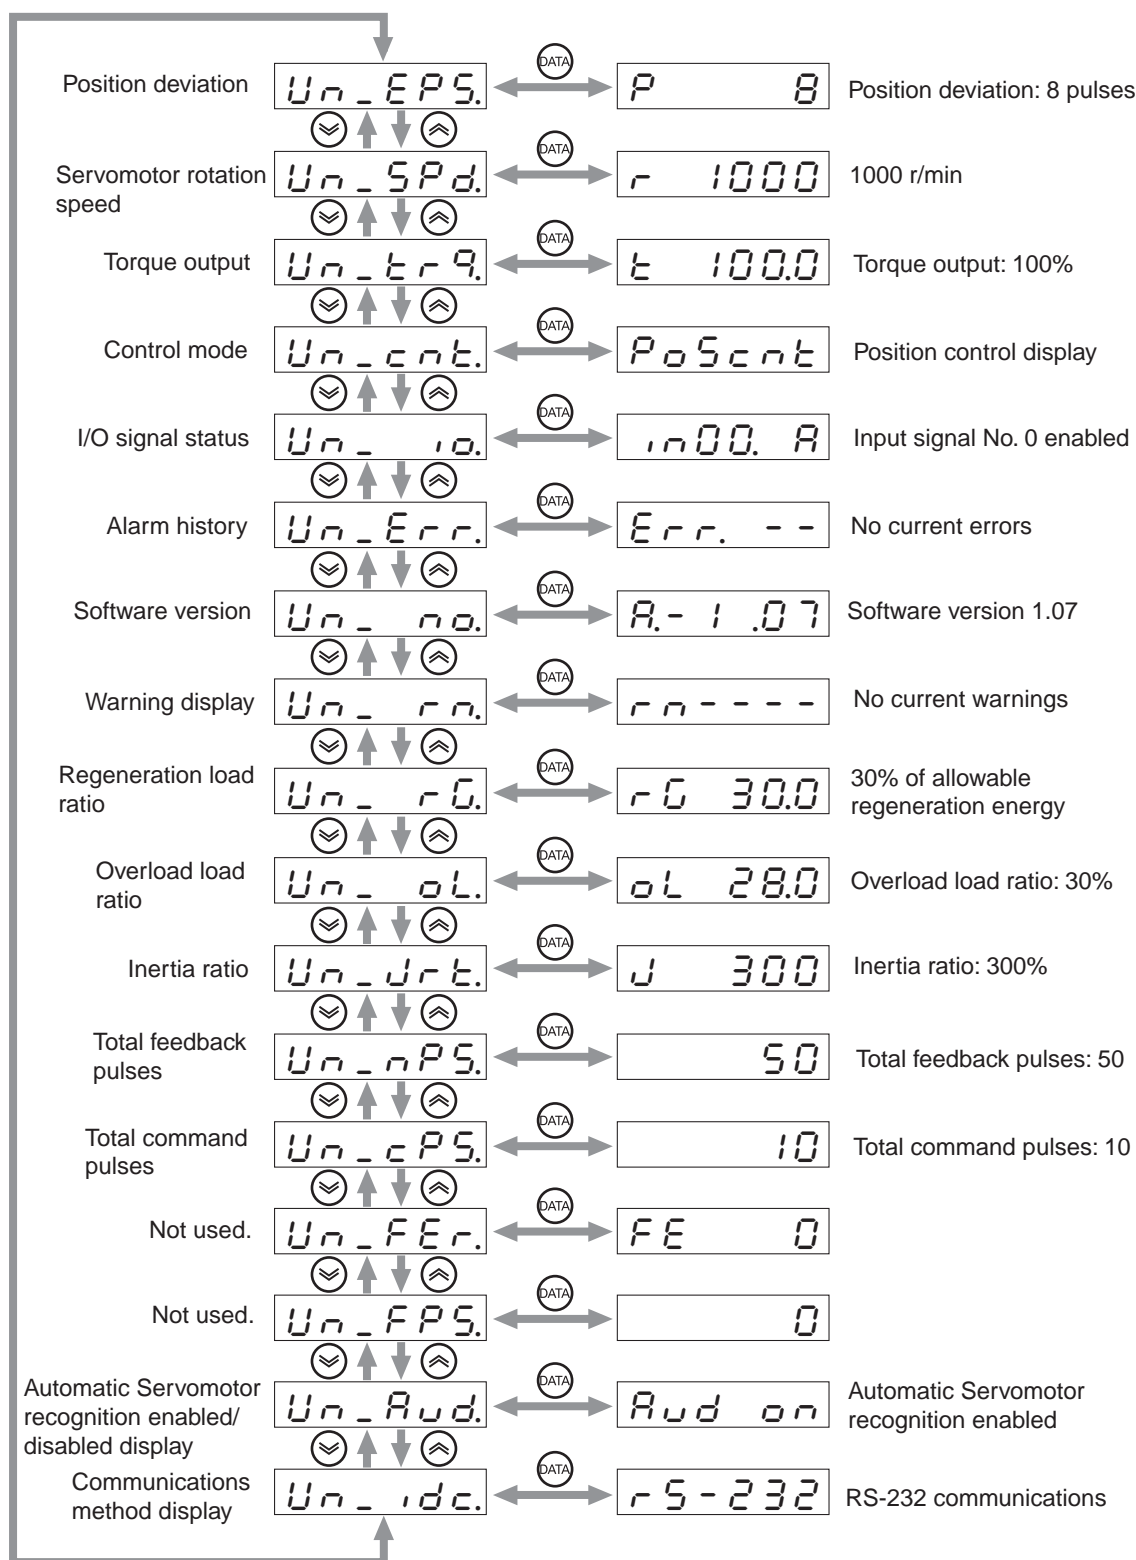 DATA
Position deviation
Un_EPS.
P 8
Position deviation: 8 pulses
DATA
Servomotor rotation
speed
Un_SPd.
r 1000
1000 r/min
DATA
Torque output
Un_trq.
t 100.0
Torque output: 100%
DATA
Control mode
Un_cnt.
PoScnt
Position control display
DATA
I/O signal status
Un_ io.
in00. A
Input signal No. 0 enabled
DATA
Alarm history
Un_Err.
Err. --
No current errors
DATA
Software version
Un_ no.
A.- 1 .07
Software version 1.07
DATA
Warning display
Un_ rn.
rn----
No current warnings
DATA
Regeneration load
ratio
Un_ rG.
rG 30.0
30% of allowable
regeneration energy
DATA
Overload load
ratio
Un_ oL.
oL 28.0
Overload load ratio: 30%
DATA
Inertia ratio
Un_Jrt.
J 300
Inertia ratio: 300%
DATA
Total feedback
pulses
Un_nPS.
50
Total feedback pulses: 50
DATA
Total command
pulses
Un_cPS.
10
Total command pulses: 10
DATA
Not used.
Un_FEr.
FE 0
DATA
Not used.
Un_FPS.
0
DATA
Automatic Servomotor
recognition enabled/
disabled display
Un_Aud.
Aud on
Automatic Servomotor
recognition enabled
DATA
Communications
method display
Un_ idc.
rS-232
RS-232 communications